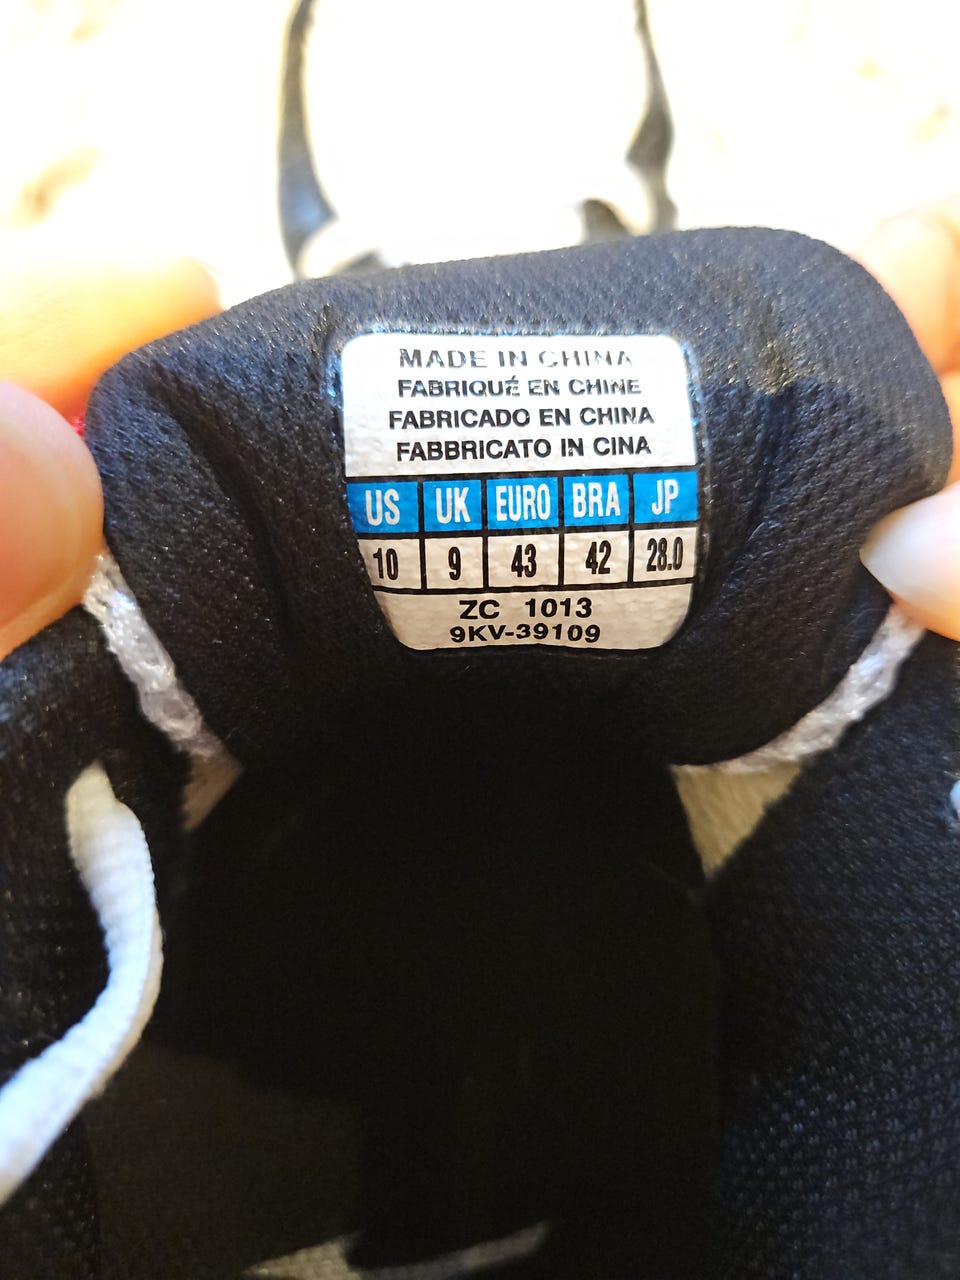 MADE IN CHINA
FABRIQUÉ EN CHINE
FABRICADO EN CHINA
FABBRICATO IN CINA
US UK EURO BRA JP
10 9 43 42 28.0
ZC 1013
9KV-39109